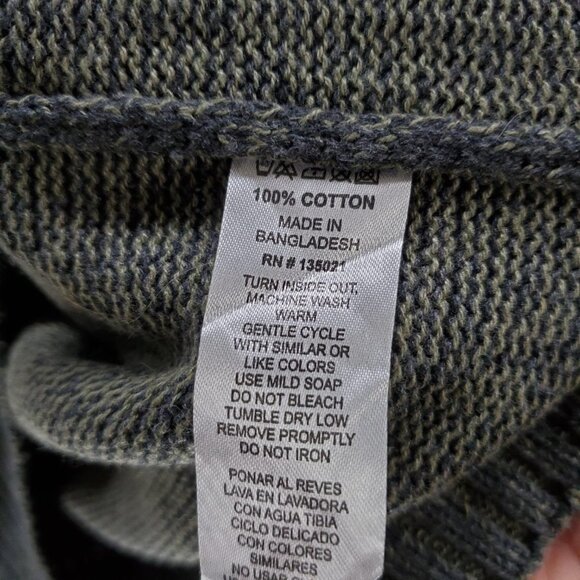 100% COTTON
MADE IN
BANGLADESH
RN # 135021
TURN INSIDE OUT,
MACHINE WASH
WARM
GENTLE CYCLE
WITH SIMILAR OR
LIKE COLORS
USE MILD SOAP
DO NOT BLEACH
TUMBLE DRY LOW
REMOVE PROMPTLY
DO NOT IRON
PONAR AL REVES
LAVA EN LAVADORA
CON AGUA TIBIA
CICLO DELICADO
CON COLORES
SIMILARES
NO USAR